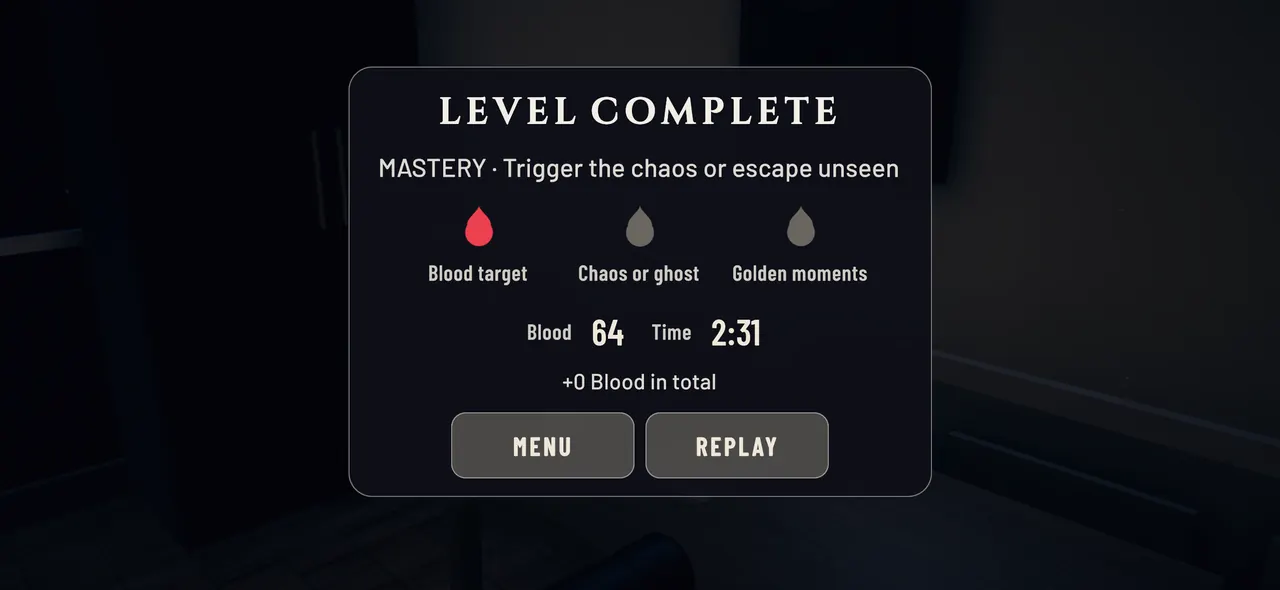 LEVEL COMPLETE
MASTERY · Trigger the chaos or escape unseen
Blood target Chaos or ghost Golden moments
Blood 64 Time 2:31
+0 Blood in total
MENU REPLAY